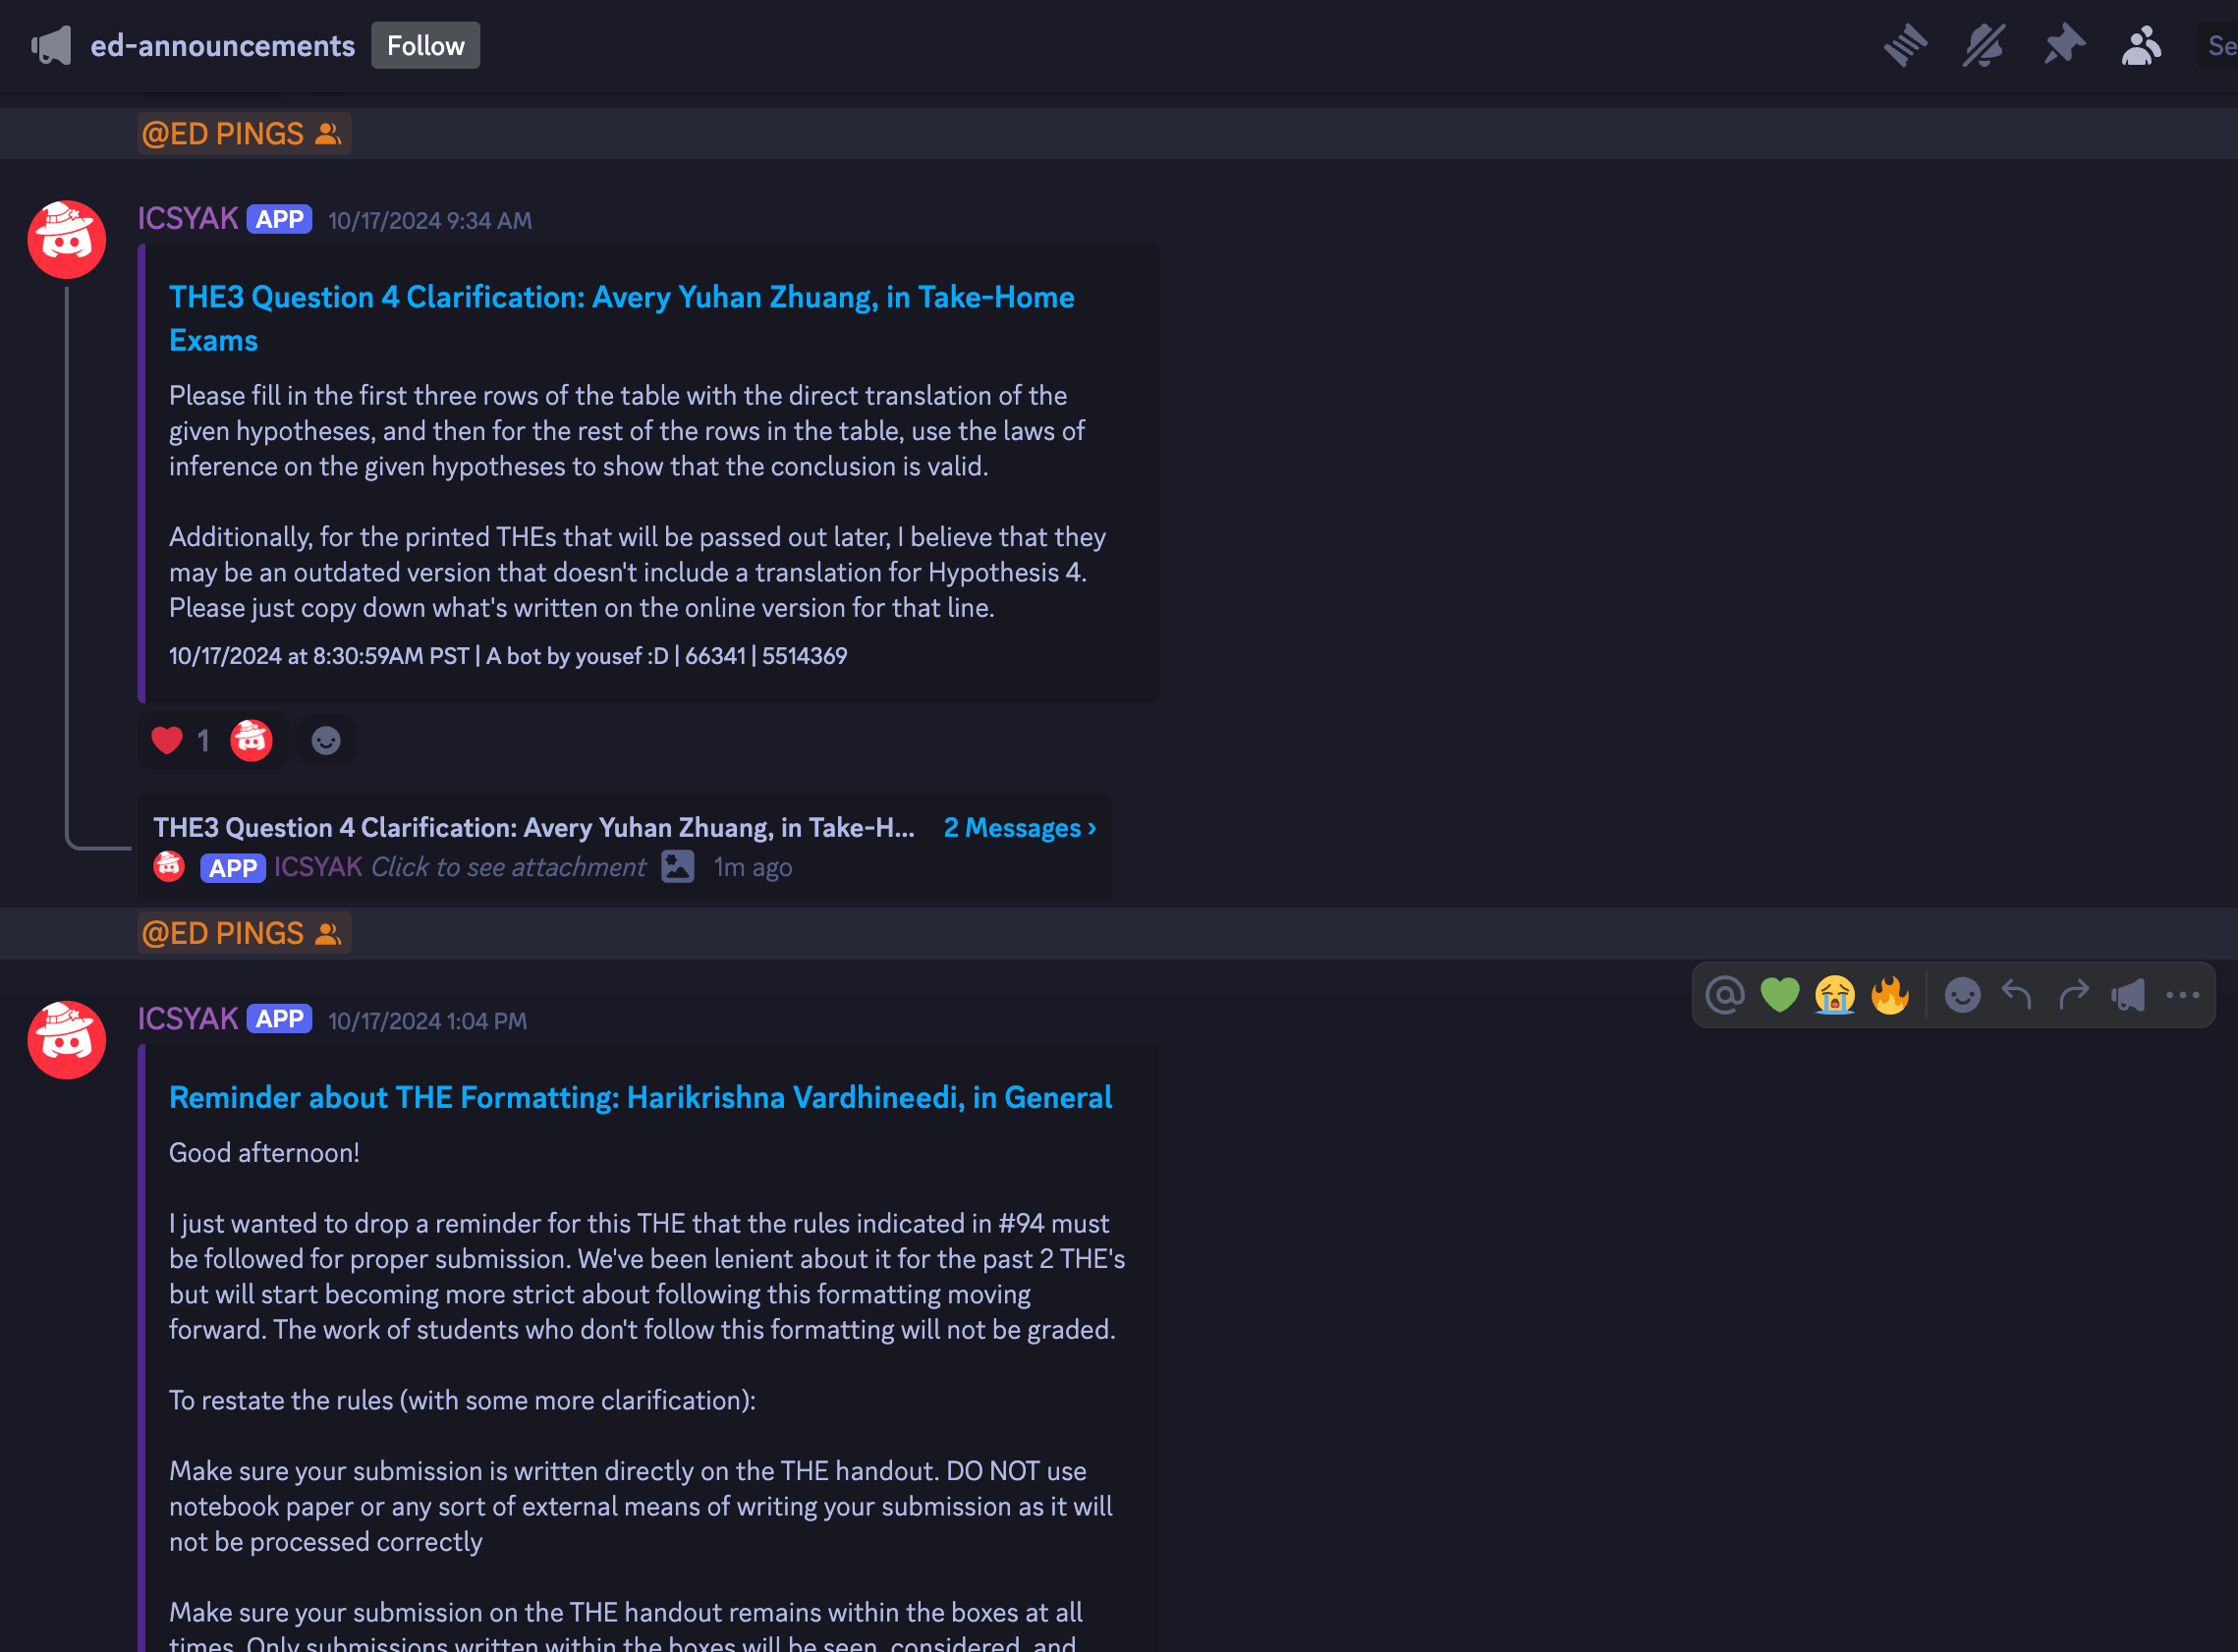 ed-announcements Follow Se
@ED PINGS
ICSYAK APP 10/17/2024 9:34 AM
THE3 Question 4 Clarification: Avery Yuhan Zhuang, in Take-Home
Exams
Please fill in the first three rows of the table with the direct translation of the
given hypotheses, and then for the rest of the rows in the table, use the laws of
inference on the given hypotheses to show that the conclusion is valid.
Additionally, for the printed THEs that will be passed out later, I believe that they
may be an outdated version that doesn't include a translation for Hypothesis 4.
Please just copy down what's written on the online version for that line.
10/17/2024 at 8:30:59AM PST | A bot by yousef :D | 66341 | 5514369
1
THE3 Question 4 Clarification: Avery Yuhan Zhuang, in Take-H... 2 Messages ›
APP ICSYAK Click to see attachment 1m ago
@ED PINGS
ICSYAK APP 10/17/2024 1:04 PM
Reminder about THE Formatting: Harikrishna Vardhineedi, in General
Good afternoon!
I just wanted to drop a reminder for this THE that the rules indicated in #94 must
be followed for proper submission. We've been lenient about it for the past 2 THE's
but will start becoming more strict about following this formatting moving
forward. The work of students who don't follow this formatting will not be graded.
To restate the rules (with some more clarification):
Make sure your submission is written directly on the THE handout. DO NOT use
notebook paper or any sort of external means of writing your submission as it will
not be processed correctly
Make sure your submission on the THE handout remains within the boxes at all
times. Only submissions written within the boxes will be seen, considered, and